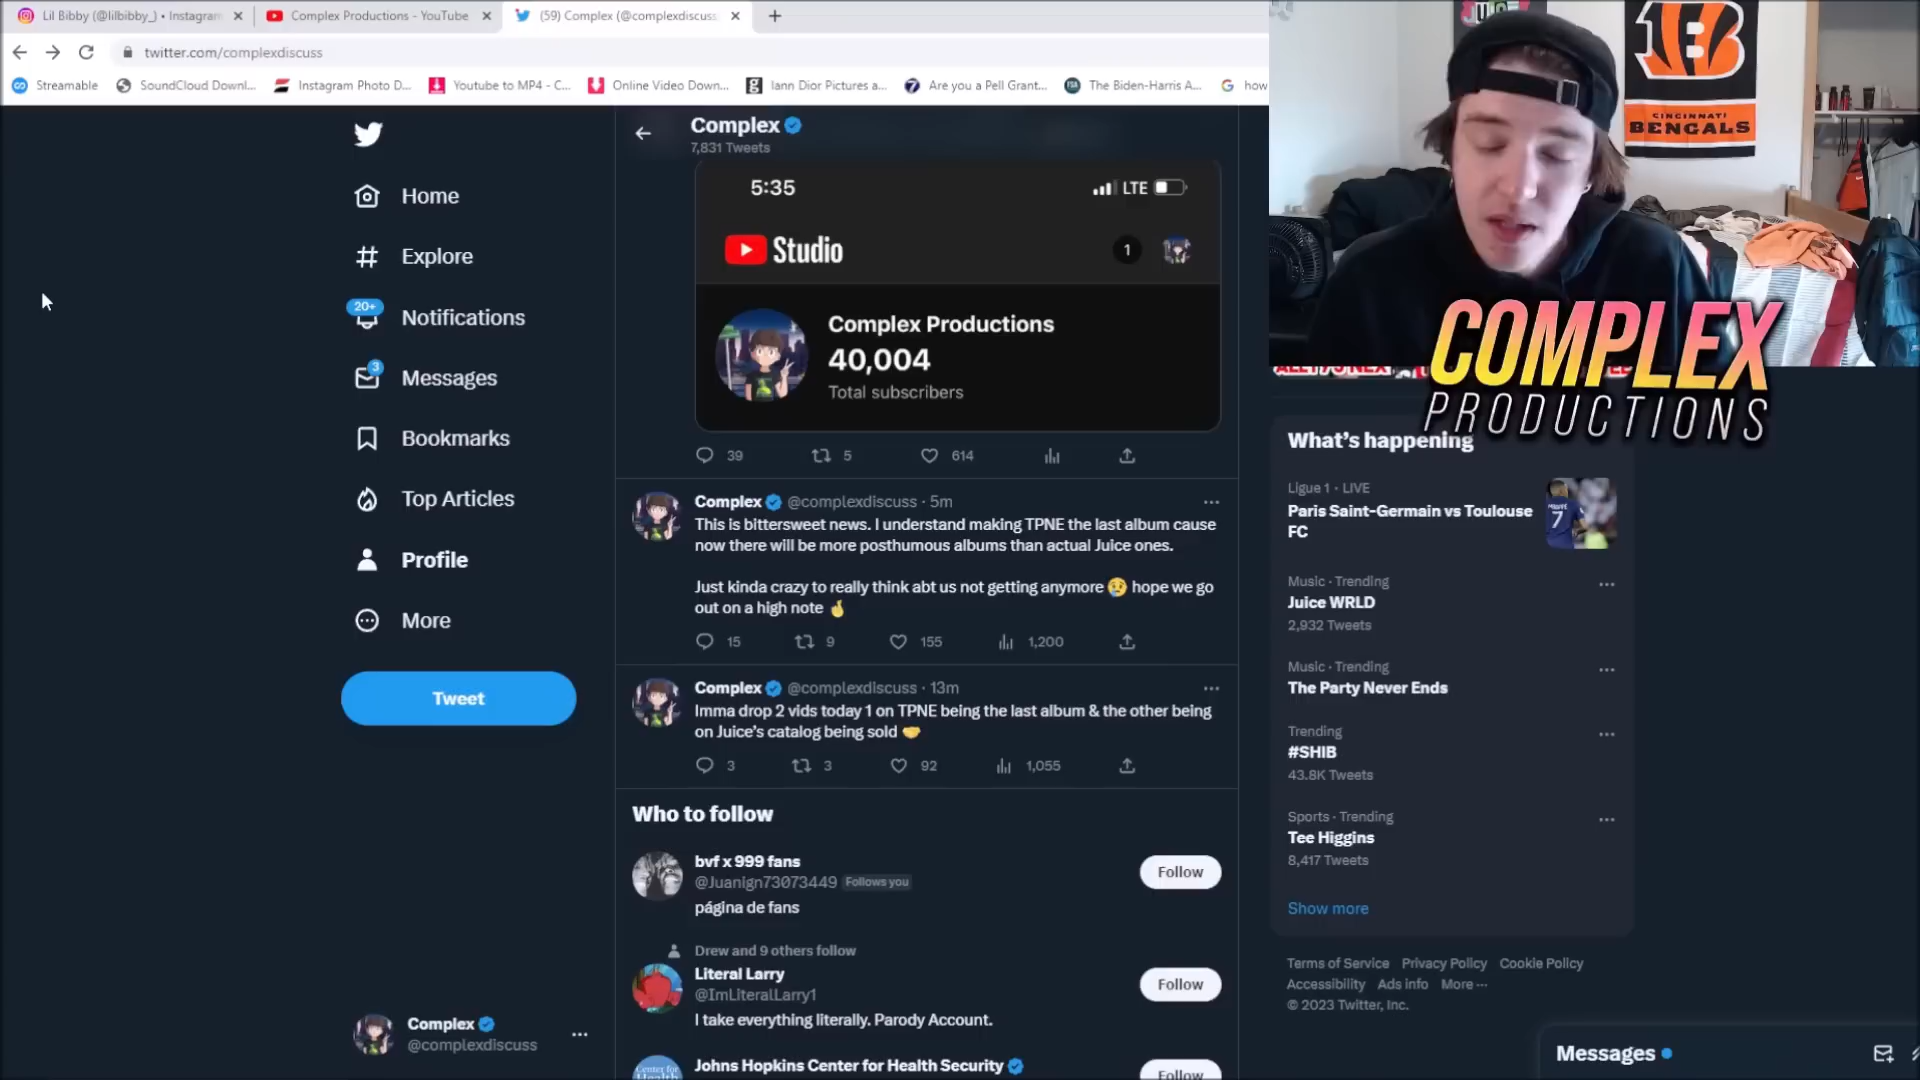 Lil Bibby (@lilbibby_) • Instagram
Complex Productions - YouTube
(59) Complex (@complexdiscuss
twitter.com/complexdiscuss
Streamable
SoundCloud Downl...
Instagram Photo D...
Youtube to MP4 - C...
Online Video Down...
Iann Dior Pictures a...
Are you a Pell Grant...
The Biden-Harris A...
how
Home
Explore
20+
Notifications
3
Messages
Bookmarks
Top Articles
Profile
More
Tweet
Complex
@complexdiscuss
Complex
7,831 Tweets
5:35
LTE
Studio
1
Complex Productions
40,004
Total subscribers
39 5 614
Complex @complexdiscuss · 5m
This is bittersweet news. I understand making TPNE the last album cause
now there will be more posthumous albums than actual Juice ones.
Just kinda crazy to really think abt us not getting anymore 😢 hope we go
out on a high note 🤞
15 9 155 1,200
Complex @complexdiscuss · 13m
Imma drop 2 vids today 1 on TPNE being the last album & the other being
on Juice's catalog being sold 🤝
3 3 92 1,055
Who to follow
bvf x 999 fans
@Juanign73073449 Follows you
página de fans
Follow
Drew and 9 others follow
Literal Larry
@ImLiteralLarry1
I take everything literally. Parody Account.
Follow
Center for
Health
Johns Hopkins Center for Health Security
Follow
B
CINCINNATI
BENGALS
COMPLEX
PRODUCTIONS
What's happening
Ligue 1 · LIVE
Paris Saint-Germain vs Toulouse
FC
7
Music · Trending
Juice WRLD
2,932 Tweets
Music · Trending
The Party Never Ends
Trending
#SHIB
43.8K Tweets
Sports · Trending
Tee Higgins
8,417 Tweets
Show more
Terms of Service Privacy Policy Cookie Policy
Accessibility Ads info More ···
© 2023 Twitter, Inc.
Messages